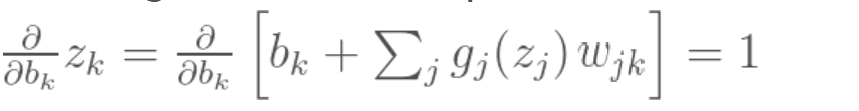 ∂/∂b_k z_k = ∂/∂b_k [b_k + ∑_j g_j(z_j) w_jk] = 1